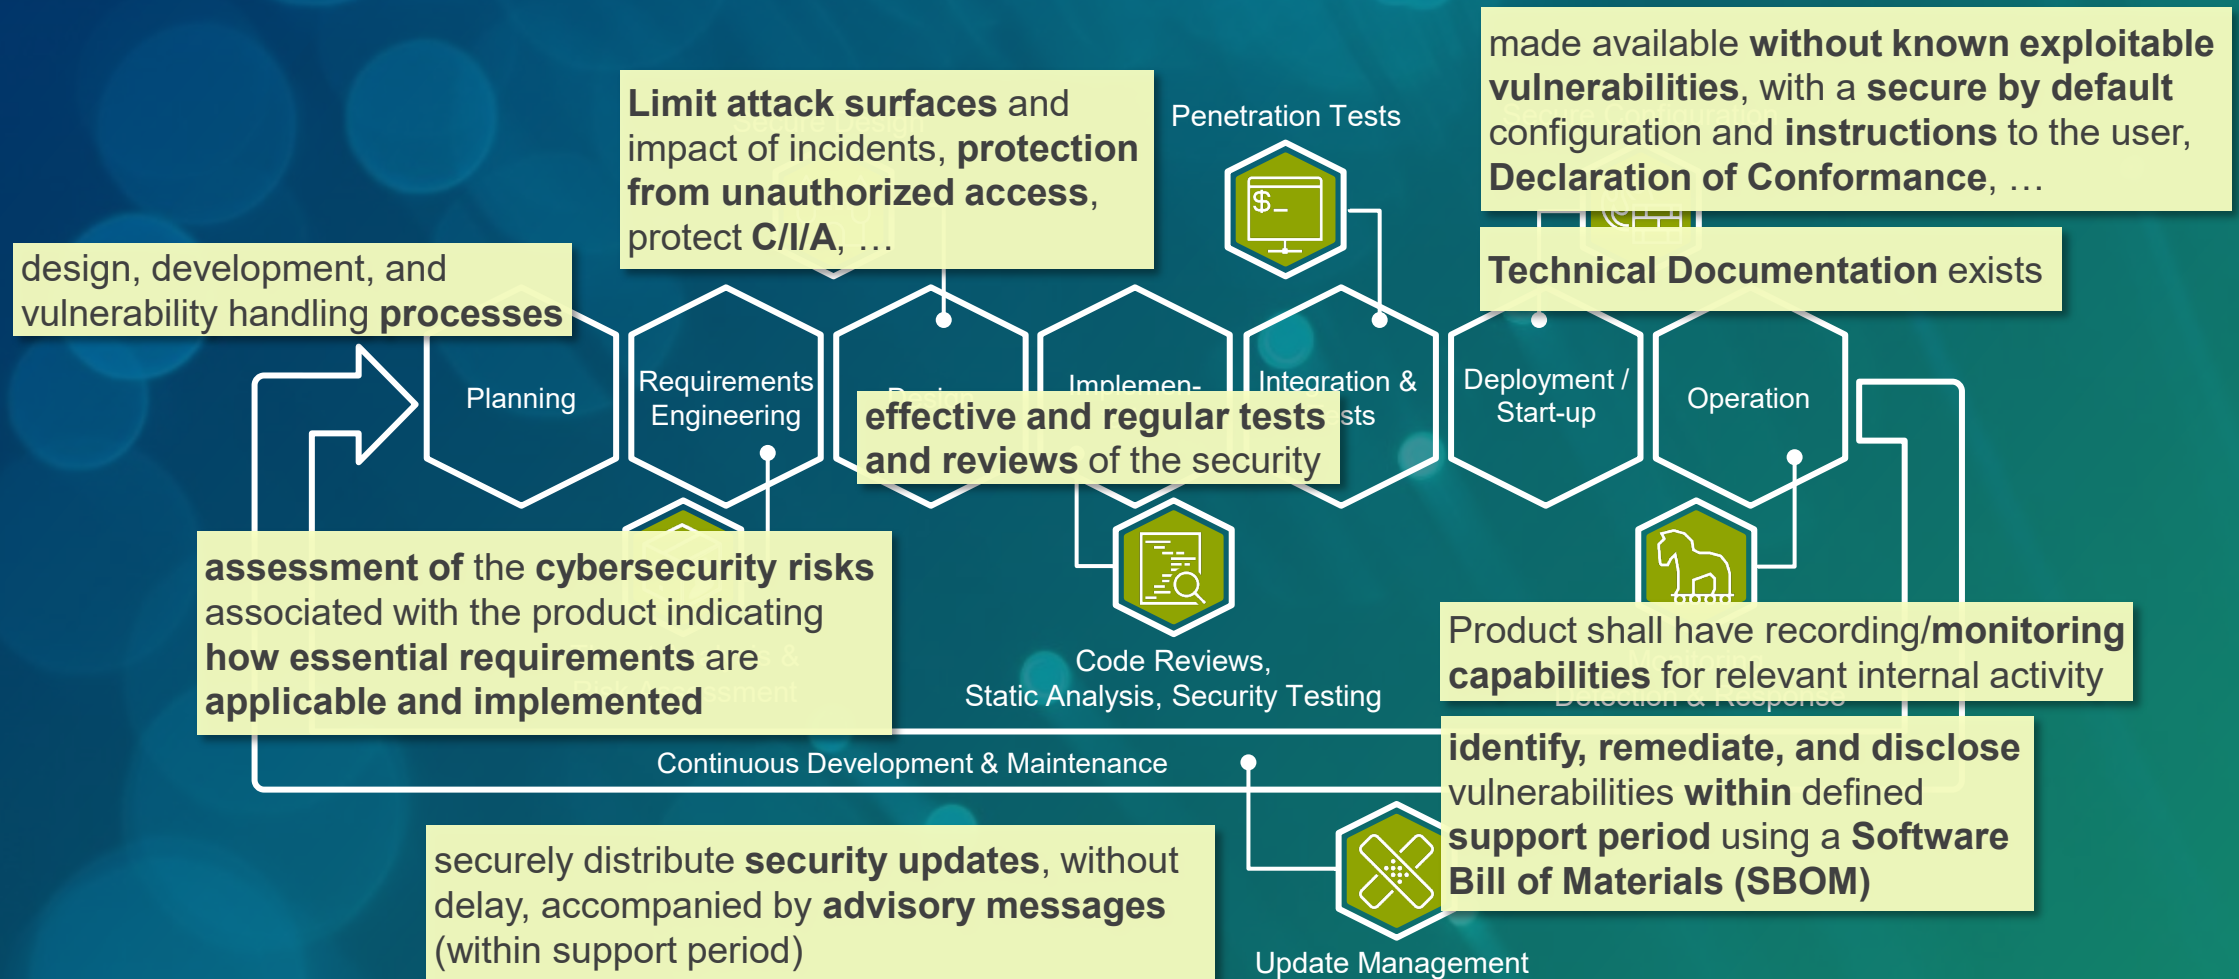 made available without known exploitable
vulnerabilities, with a secure by default
configuration and instructions to the user,
Declaration of Conformance, …
Limit attack surfaces and
impact of incidents, protection
from unauthorized access,
protect C/I/A, …
Penetration Tests
$_
Technical Documentation exists
design, development, and
vulnerability handling processes
Planning
Requirements
Engineering
Design
Implemen-
Integration &
Deployment /
Start-up
Operation
effective and regular tests
and reviews of the security
assessment of the cybersecurity risks
associated with the product indicating
how essential requirements are
applicable and implemented
Code Reviews,
Static Analysis, Security Testing
Product shall have recording/monitoring
capabilities for relevant internal activity
Detection & Response
Continuous Development & Maintenance
identify, remediate, and disclose
vulnerabilities within defined
support period using a Software
Bill of Materials (SBOM)
securely distribute security updates, without
delay, accompanied by advisory messages
(within support period)
Update Management